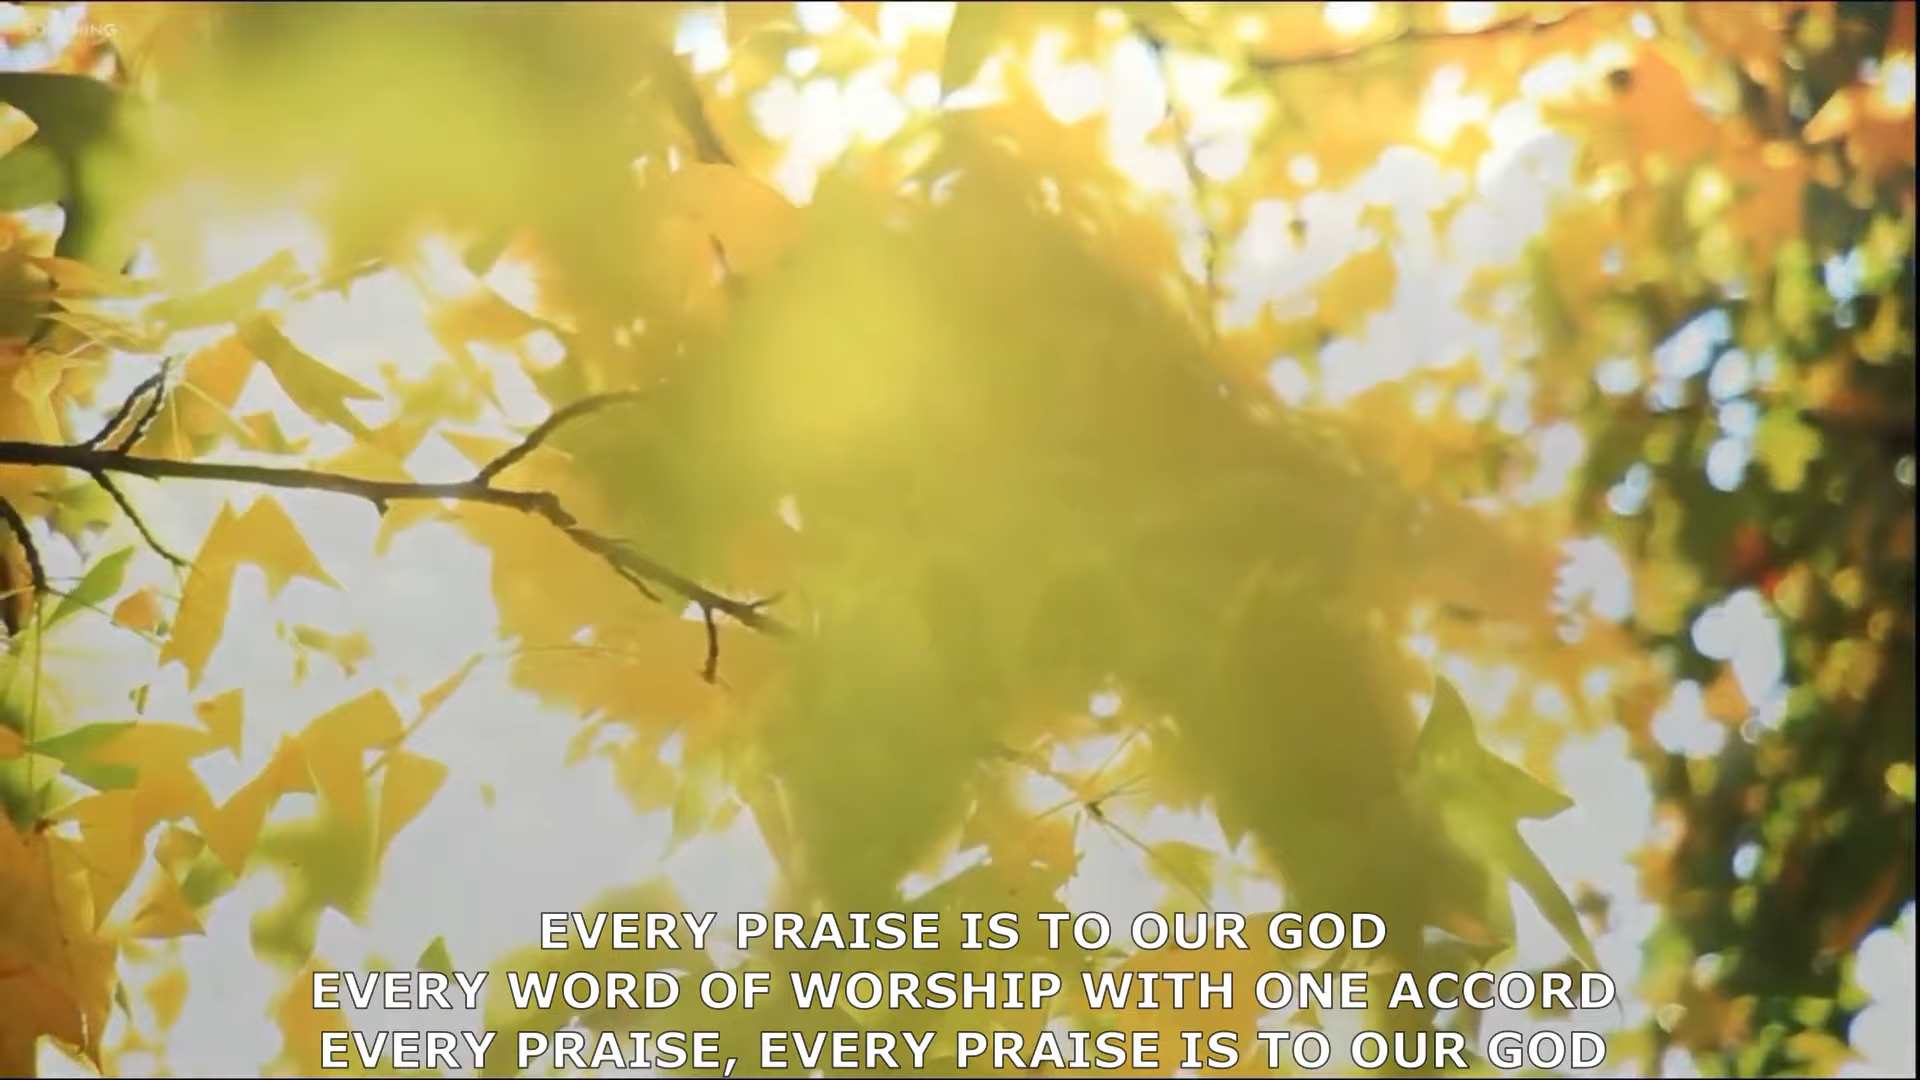 EVERY PRAISE IS TO OUR GOD
EVERY WORD OF WORSHIP WITH ONE ACCORD
EVERY PRAISE, EVERY PRAISE IS TO OUR GOD